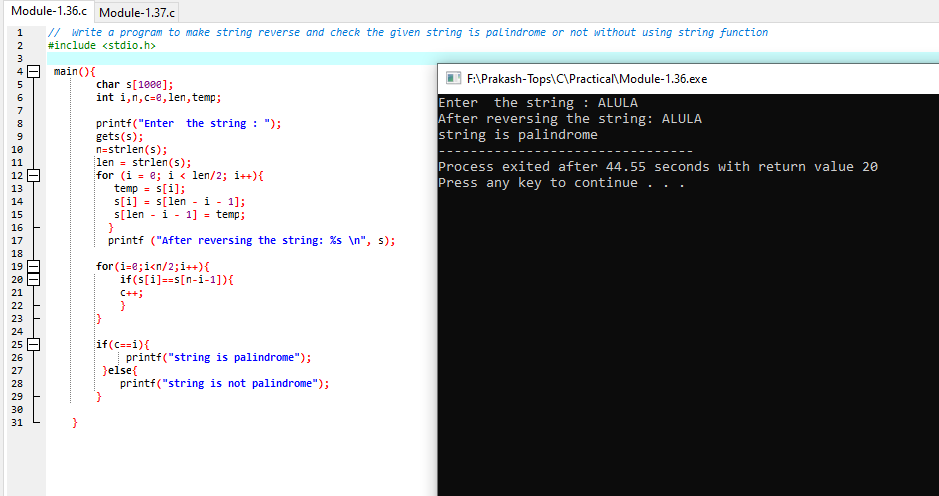 Module-1.36.c Module-1.37.c
1 // Write a program to make string reverse and check the given string is palindrome or not without using string function
2 #include <stdio.h>
3
4 main(){
5 char s[1000];
6 int i,n,c=0,len,temp;
7
8 printf("Enter  the string : ");
9 gets(s);
10 n=strlen(s);
11 len = strlen(s);
12 for (i = 0; i < len/2; i++){
13 temp = s[i];
14 s[i] = s[len - i - 1];
15 s[len - i - 1] = temp;
16 }
17 printf ("After reversing the string: %s \n", s);
18
19 for(i=0;i<n/2;i++){
20 if(s[i]==s[n-i-1]){
21 c++;
22 }
23 }
24
25 if(c==i){
26 printf("string is palindrome");
27 }else{
28 printf("string is not palindrome");
29 }
30
31 }
F:\Prakash-Tops\C\Practical\Module-1.36.exe
Enter  the string : ALULA
After reversing the string: ALULA
string is palindrome
--------------------------------
Process exited after 44.55 seconds with return value 20
Press any key to continue . . .